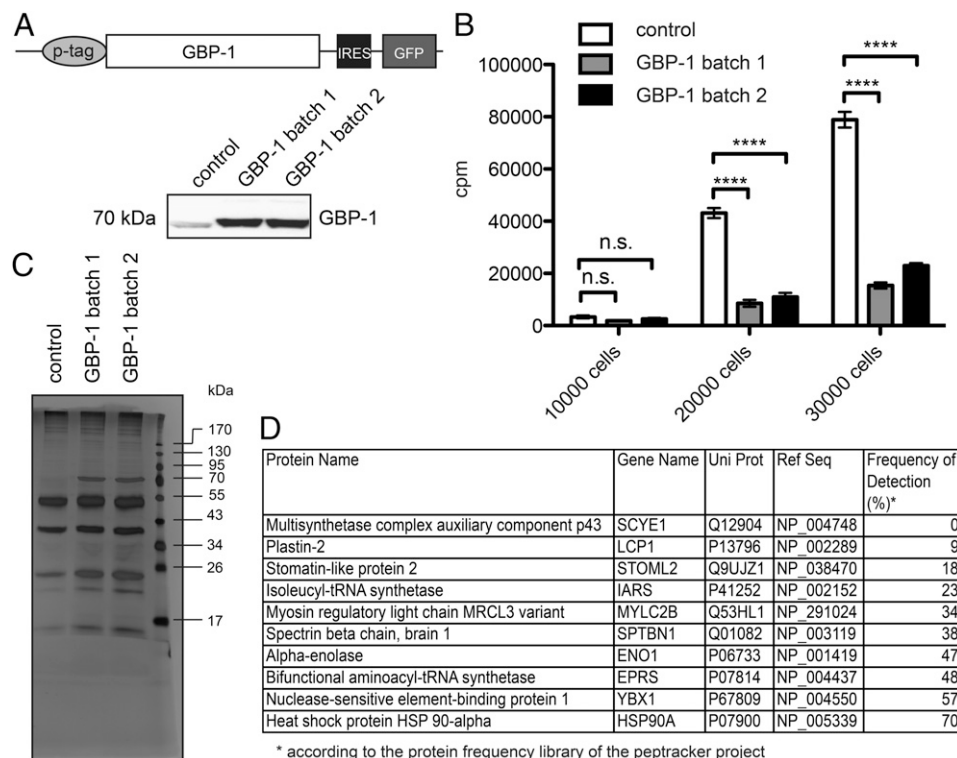 A
p-tag GBP-1 IRES GFP
control GBP-1 batch 1 GBP-1 batch 2
70 kDa GBP-1
B
control
GBP-1 batch 1
GBP-1 batch 2
cpm
100000
80000
60000
40000
20000
0
n.s.
n.s.
****
****
****
****
10000 cells
20000 cells
30000 cells
C
control GBP-1 batch 1 GBP-1 batch 2
kDa
170
130
95
70
55
43
34
26
17
D
Protein Name Gene Name Uni Prot Ref Seq Frequency of Detection (%)*
Multisynthetase complex auxiliary component p43 SCYE1 Q12904 NP_004748 0
Plastin-2 LCP1 P13796 NP_002289 9
Stomatin-like protein 2 STOML2 Q9UJZ1 NP_038470 18
Isoleucyl-tRNA synthetase IARS P41252 NP_002152 23
Myosin regulatory light chain MRCL3 variant MYLC2B Q53HL1 NP_291024 34
Spectrin beta chain, brain 1 SPTBN1 Q01082 NP_003119 38
Alpha-enolase ENO1 P06733 NP_001419 47
Bifunctional aminoacyl-tRNA synthetase EPRS P07814 NP_004437 48
Nuclease-sensitive element-binding protein 1 YBX1 P67809 NP_004550 57
Heat shock protein HSP 90-alpha HSP90A P07900 NP_005339 70
* according to the protein frequency library of the peptracker project